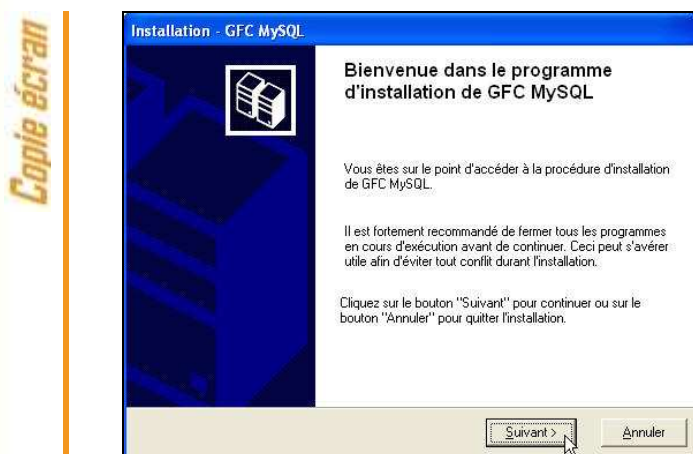 Copie écran
Installation - GFC MySQL
Bienvenue dans le programme
d'installation de GFC MySQL
Vous êtes sur le point d'accéder à la procédure d'installation
de GFC MySQL.
Il est fortement recommandé de fermer tous les programmes
en cours d'exécution avant de continuer. Ceci peut s'avérer
utile afin d'éviter tout conflit durant l'installation.
Cliquez sur le bouton "Suivant" pour continuer ou sur le
bouton "Annuler" pour quitter l'installation.
Suivant >
Annuler